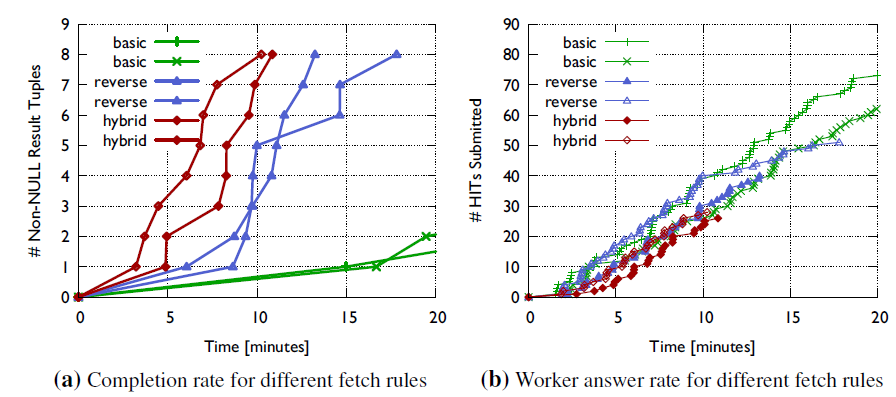 # Non-NULL Result Tuples
9
8
7
6
5
4
3
2
1
0
basic
basic
reverse
reverse
hybrid
hybrid
0
5
10
15
20
Time [minutes]
(a) Completion rate for different fetch rules
# HITs Submitted
90
80
70
60
50
40
30
20
10
0
basic
basic
reverse
reverse
hybrid
hybrid
0
5
10
15
20
Time [minutes]
(b) Worker answer rate for different fetch rules